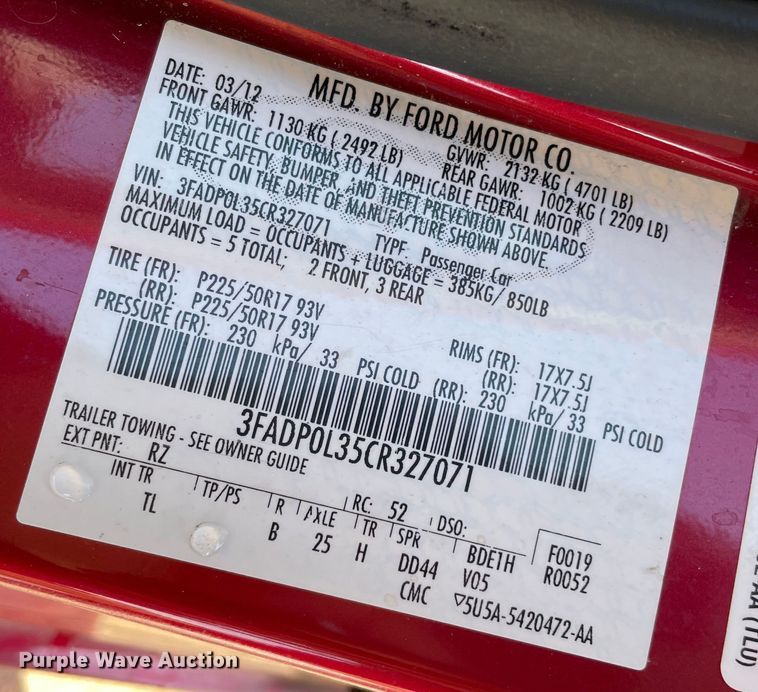 MFD. BY FORD MOTOR CO.
DATE: 03/12 GVWR: 2132 KG ( 4701 LB)
FRONT GAWR: 1130 KG ( 2492 LB) REAR GAWR: 1002 KG ( 2209 LB)
THIS VEHICLE CONFORMS TO ALL APPLICABLE FEDERAL MOTOR
VEHICLE SAFETY, BUMPER, AND THEFT PREVENTION STANDARDS
IN EFFECT ON THE DATE OF MANUFACTURE SHOWN ABOVE.
VIN: 3FADP0L35CR327071 TYPE: Passenger Car
MAXIMUM LOAD = OCCUPANTS + LUGGAGE = 385KG/ 850LB
OCCUPANTS = 5 TOTAL; 2 FRONT, 3 REAR
TIRE (FR): P225/50R17 93V RIMS (FR): 17X7.5J
(RR): P225/50R17 93V (RR): 17X7.5J
PRESSURE (FR): 230 kPa/ 33 PSI COLD (RR): 230 kPa/ 33 PSI COLD
3FADP0L35CR327071
TRAILER TOWING - SEE OWNER GUIDE
EXT PNT: RZ RC: 52 DSO: F0019
INT TR TP/PS R AXLE TR SPR BDE1H R0052
TL B 25 H DD44 V05
CMC ▽5U5A-5420472-AA
AA (TLU)
Purple Wave Auction